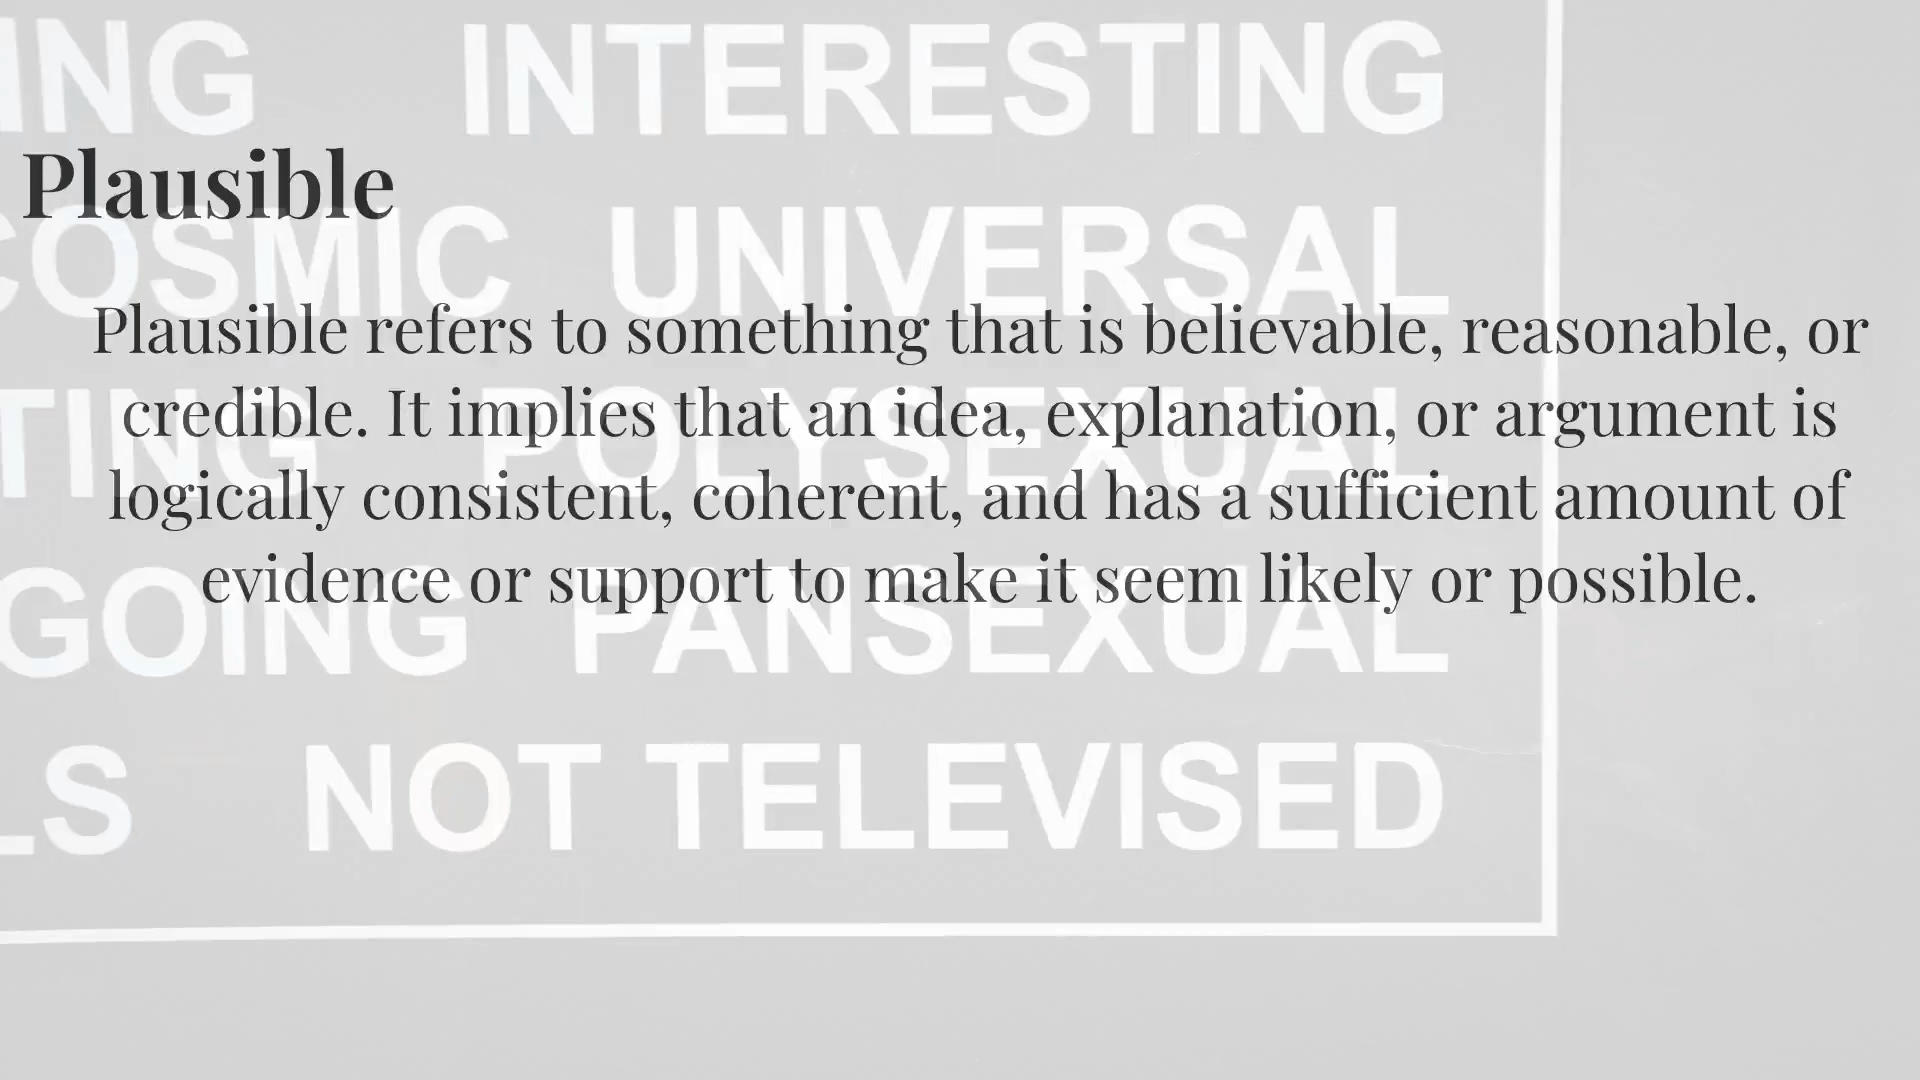 ING INTERESTING
Plausible
COSMIC UNIVERSAL
Plausible refers to something that is believable, reasonable, or
credible. It implies that an idea, explanation, or argument is
TING POLYSEXUAL
logically consistent, coherent, and has a sufficient amount of
evidence or support to make it seem likely or possible.
GOING PANSEXUAL
LS NOT TELEVISED